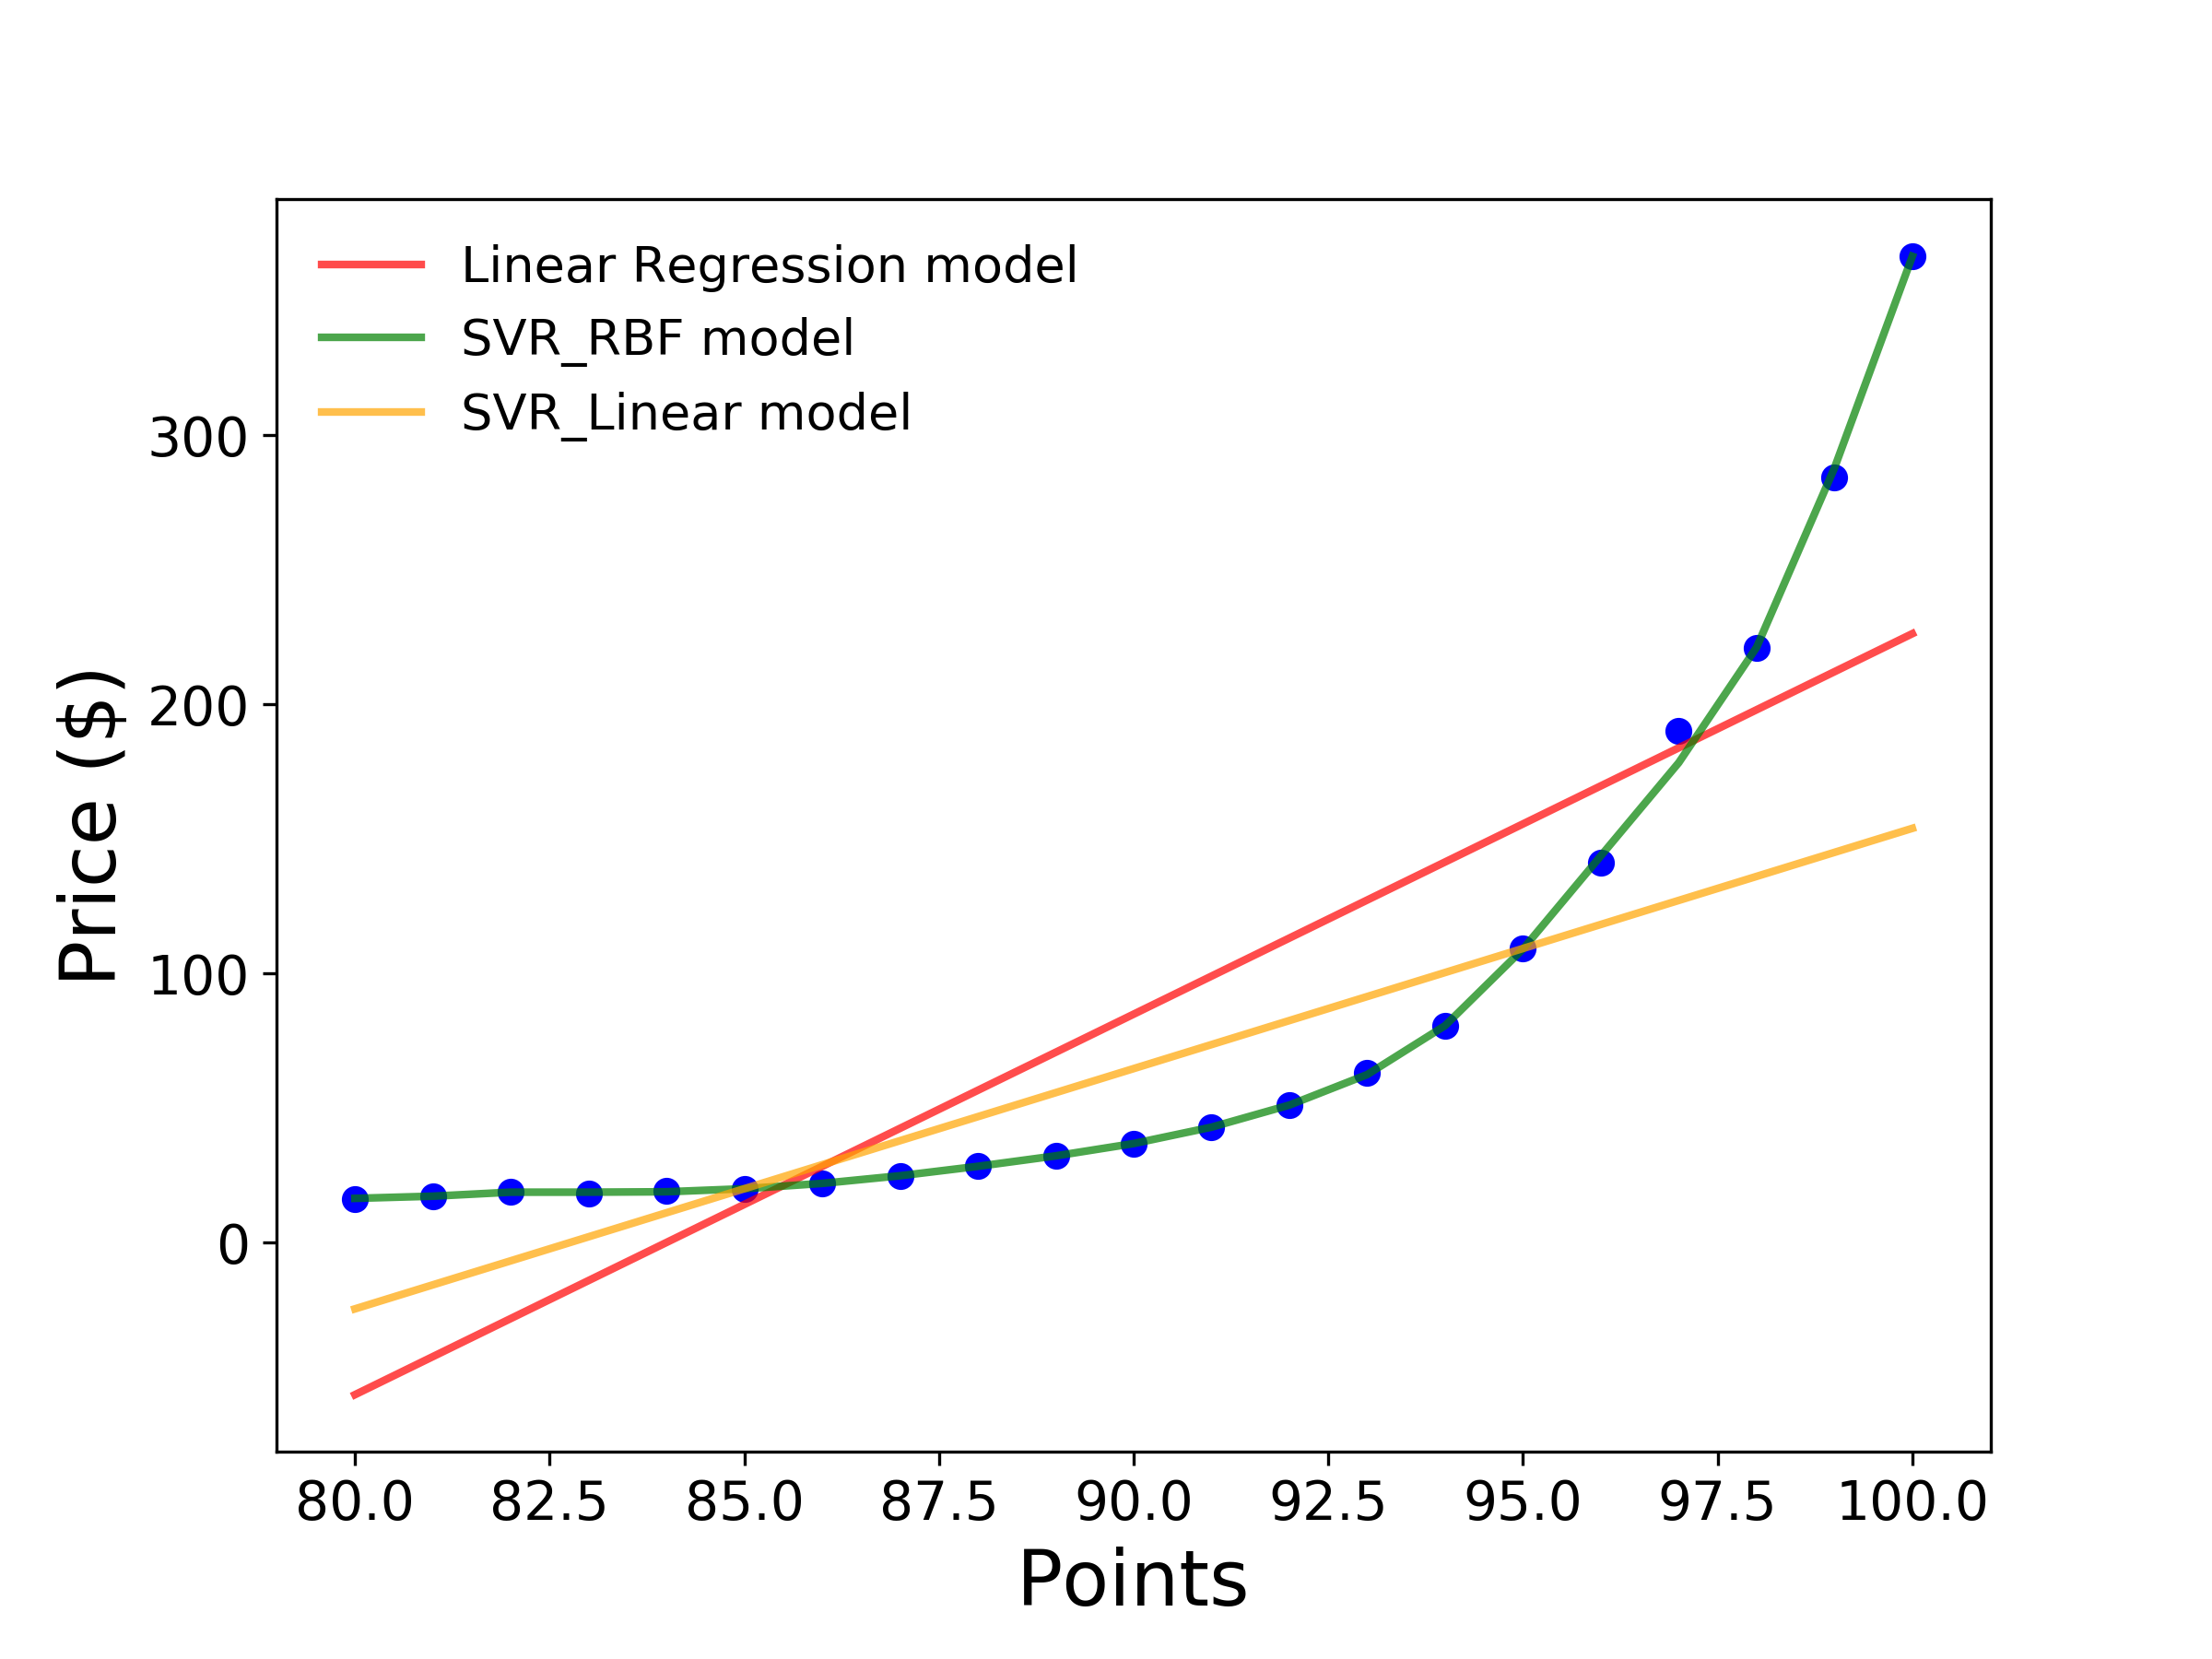 Linear Regression model
SVR_RBF model
SVR_Linear model
300
200
100
0
Price ($)
80.0 82.5 85.0 87.5 90.0 92.5 95.0 97.5 100.0
Points